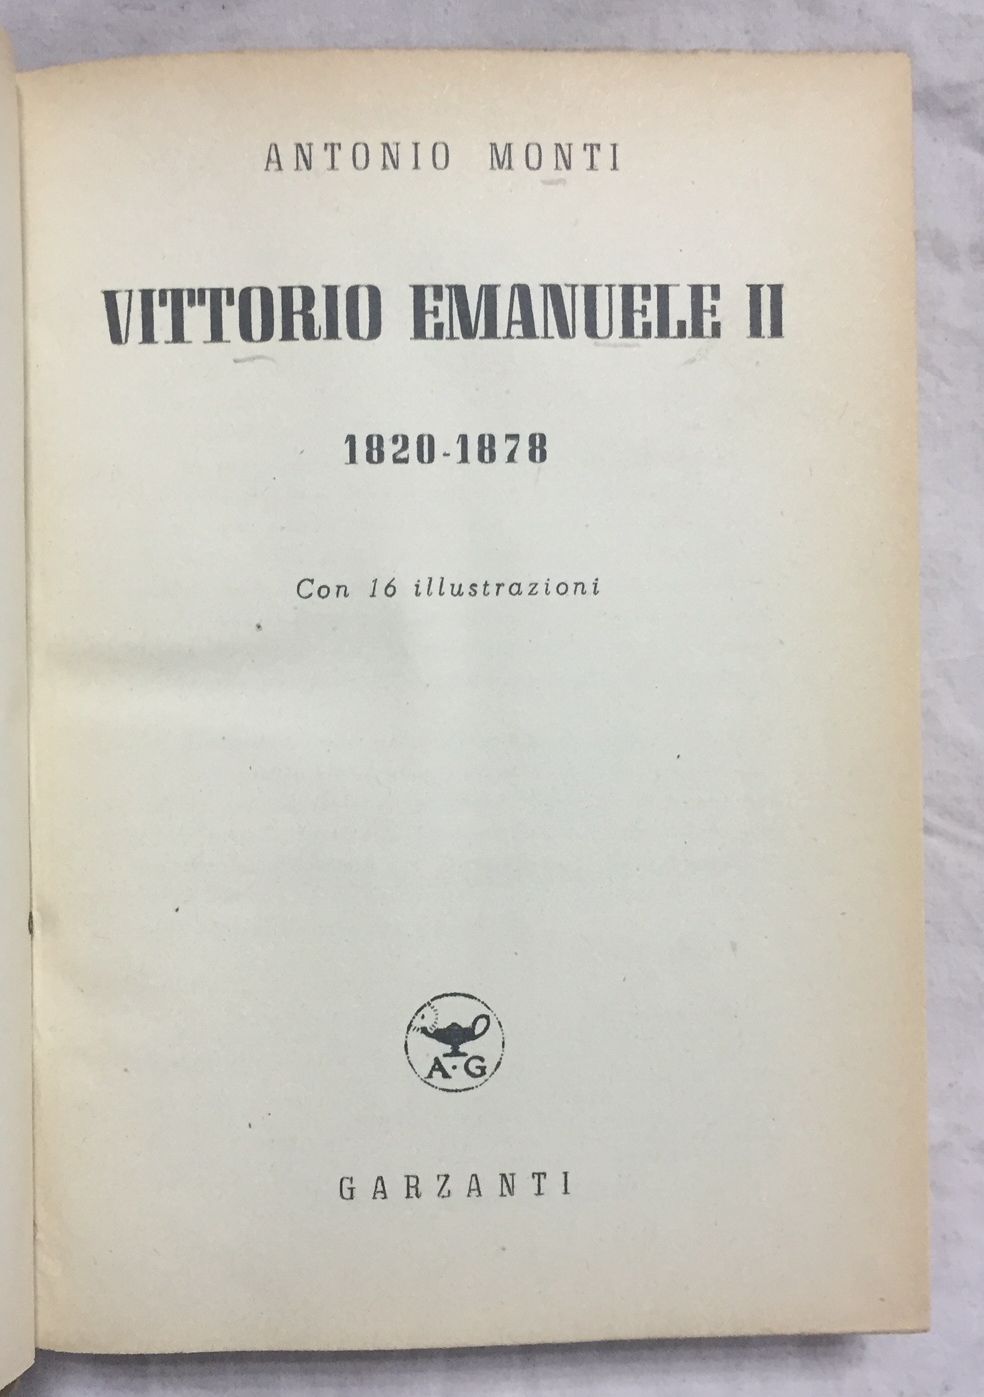 ANTONIO MONTI
VITTORIO EMANUELE II
1820-1878
Con 16 illustrazioni
A·G
GARZANTI